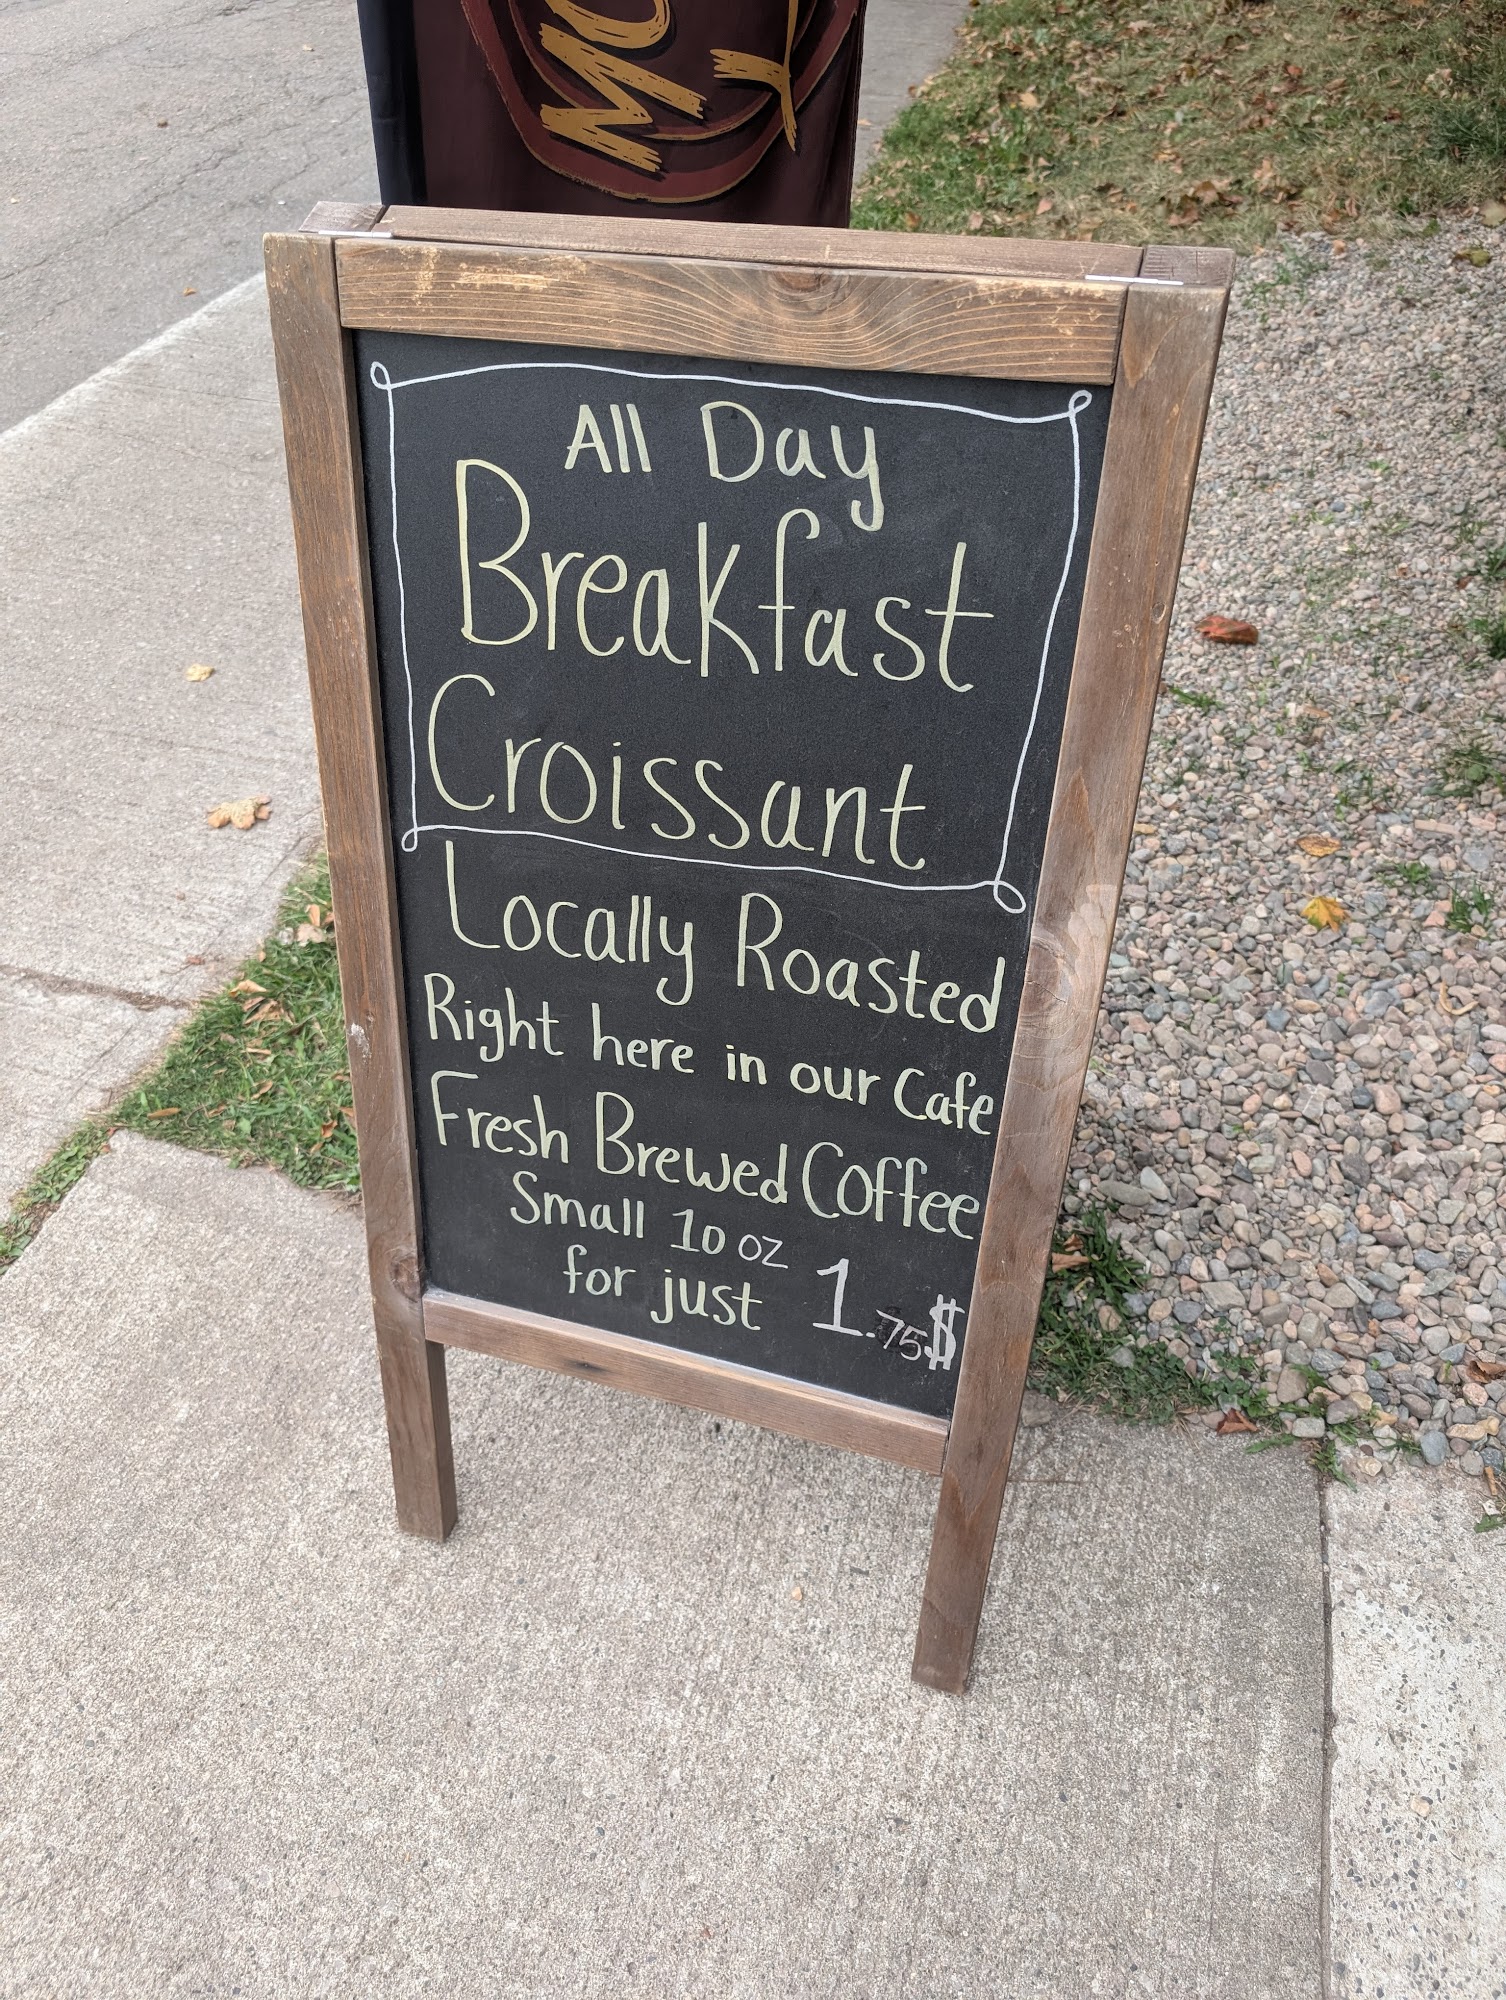 All Day
Breakfast
Croissant
Locally Roasted
Right here in our Cafe
Fresh Brewed Coffee
Small 10 oz
for just 1.75$